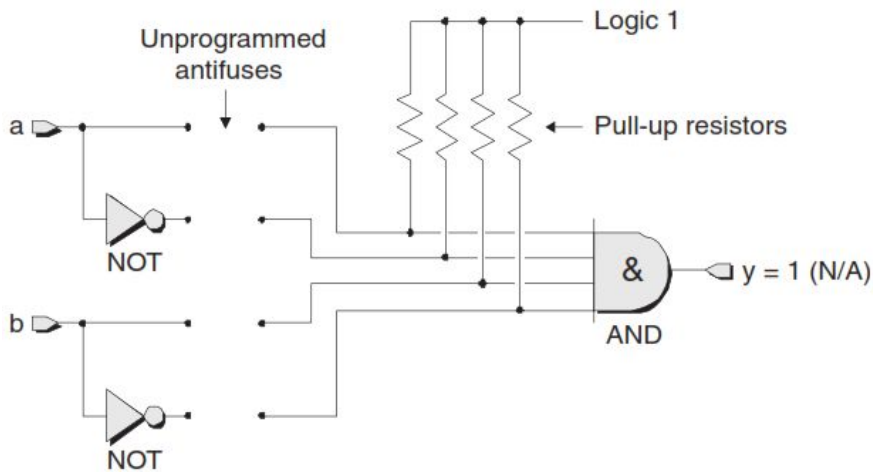 Logic 1
Unprogrammed
antifuses
a
Pull-up resistors
NOT
&
y = 1 (N/A)
b
AND
NOT